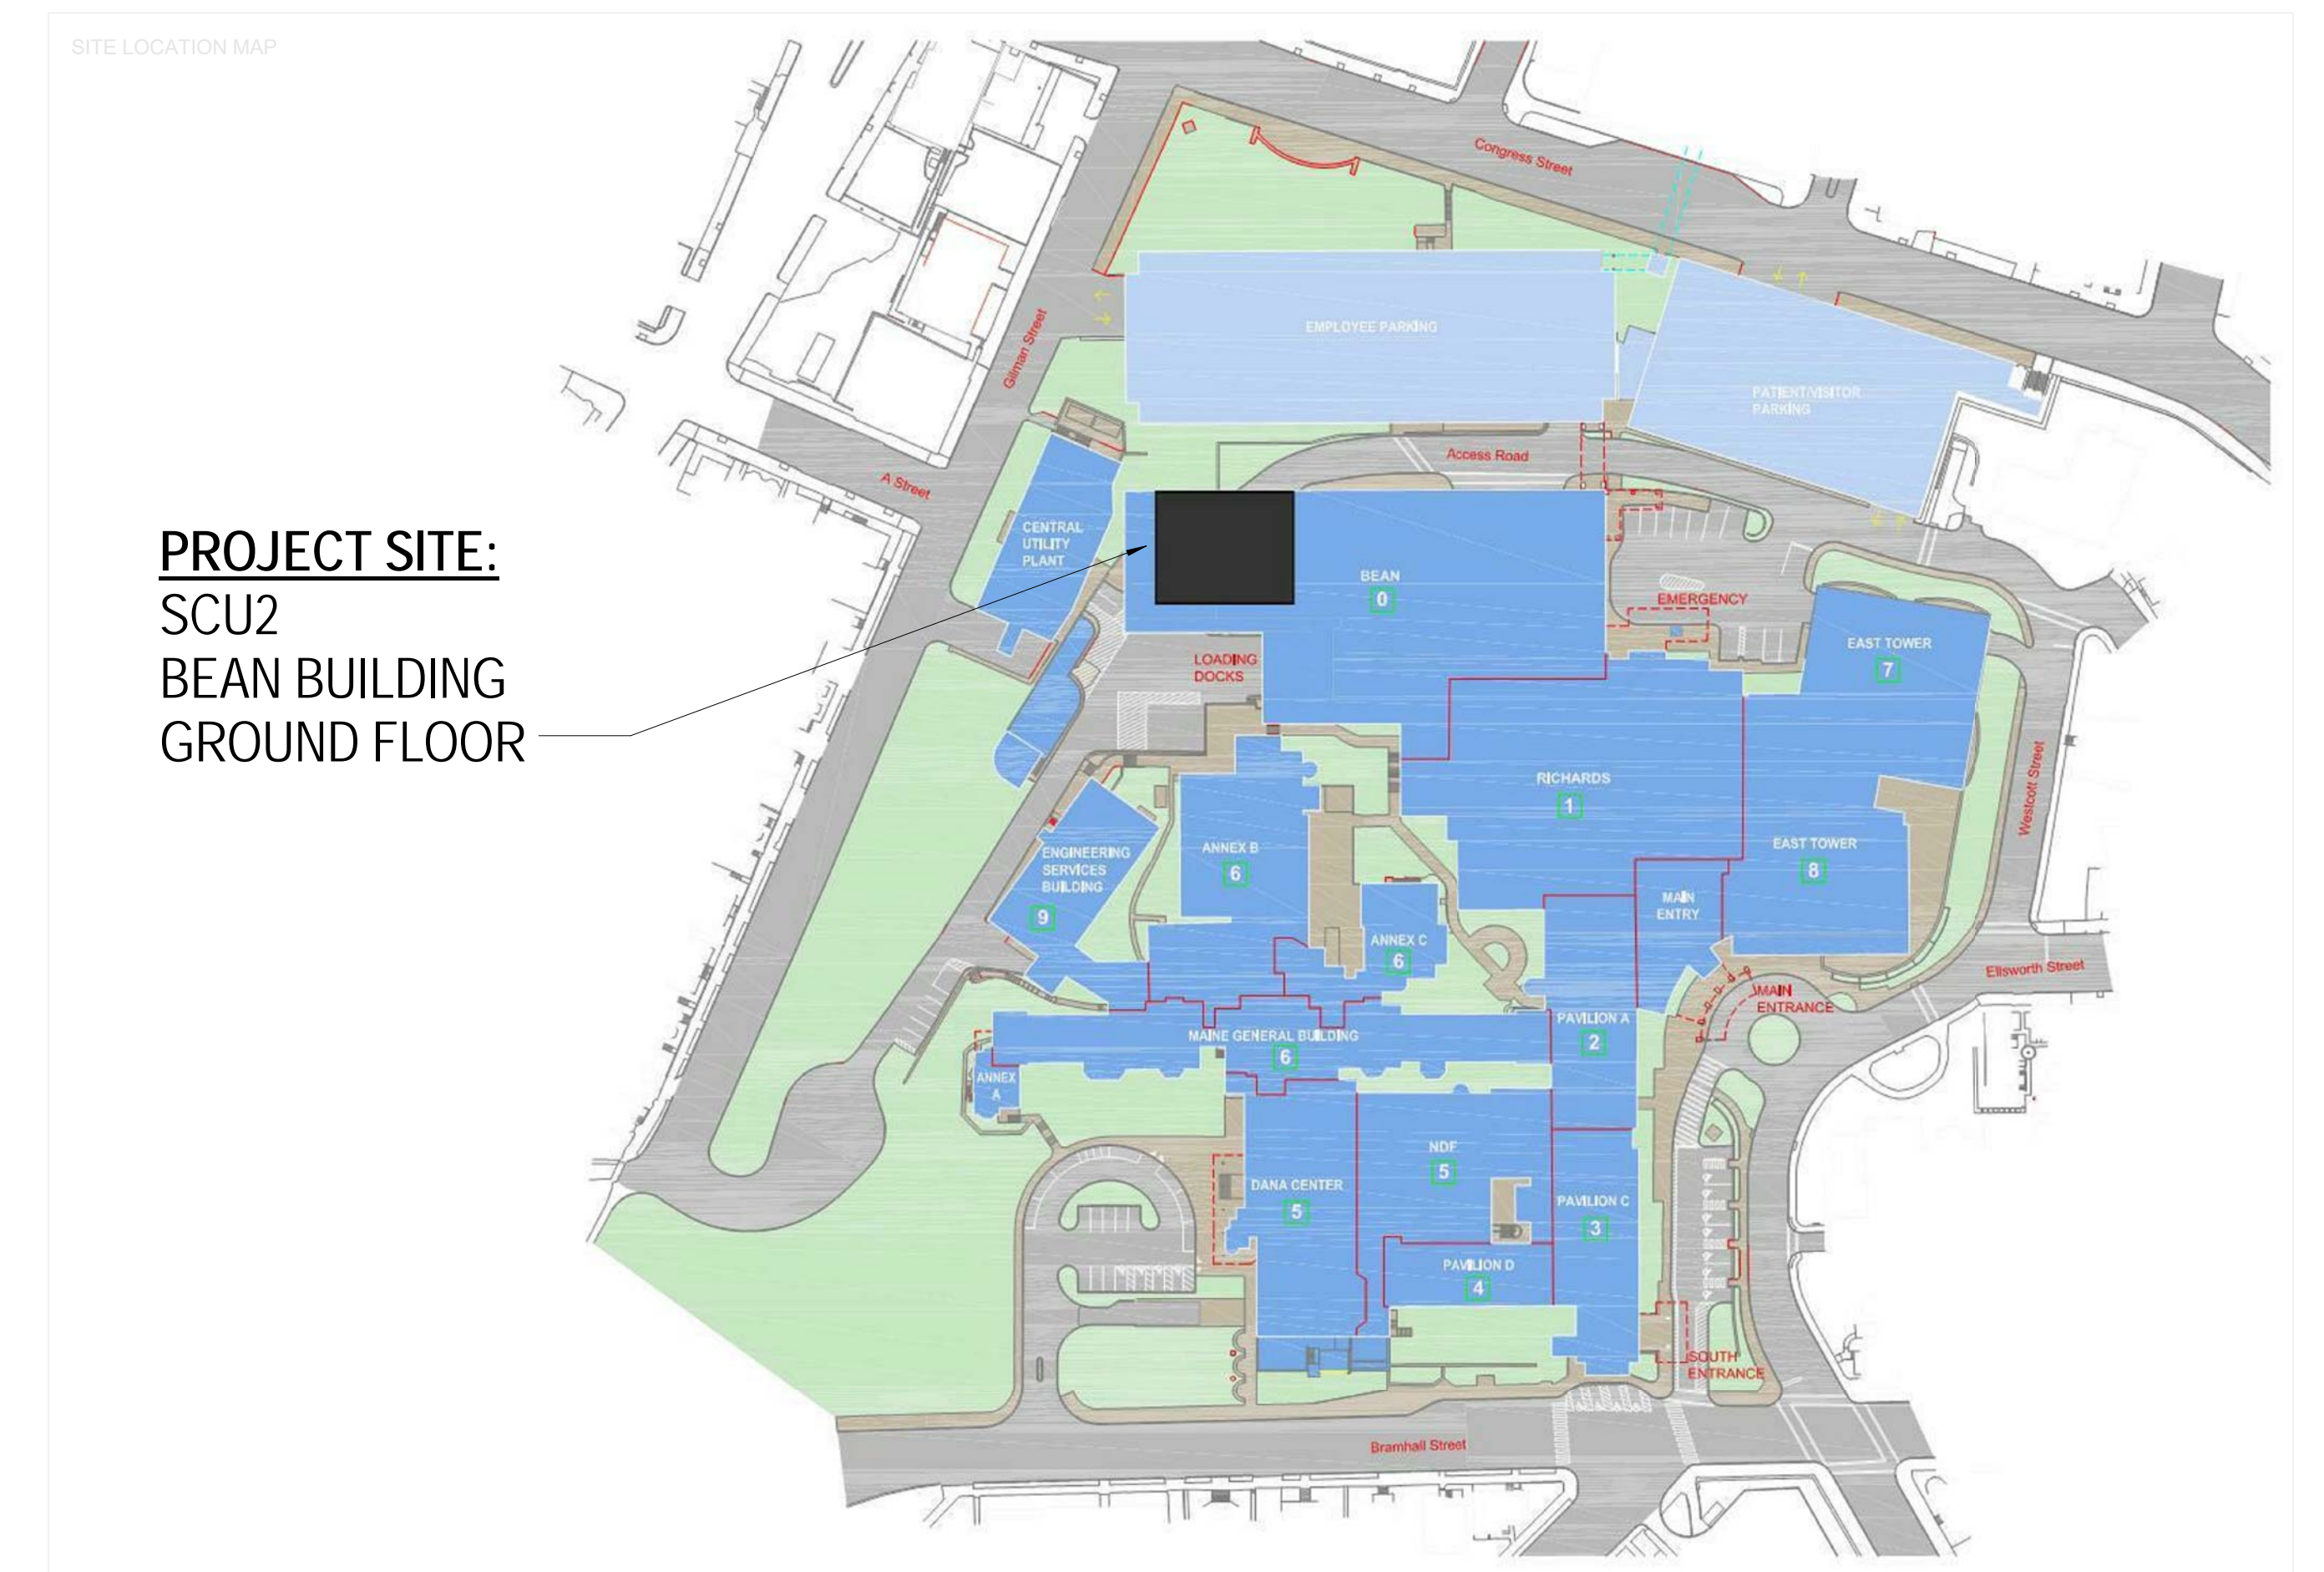 SITE LOCATION MAP
Congress Street
Gilman Street
EMPLOYEE PARKING
PATIENT/VISITOR
PARKING
Access Road
A Street
PROJECT SITE:
SCU2
BEAN BUILDING
GROUND FLOOR
CENTRAL
UTILITY
PLANT
BEAN
0
EMERGENCY
LOADING
DOCKS
EAST TOWER
7
Westcott Street
RICHARDS
1
ENGINEERING
SERVICES
BUILDING
9
ANNEX B
6
EAST TOWER
8
MAIN
ENTRY
ANNEX C
6
Ellsworth Street
MAIN
ENTRANCE
MAINE GENERAL BUILDING
6
PAVILION A
2
ANNEX
A
NDF
5
DANA CENTER
5
PAVILION C
3
PAVILION D
4
SOUTH
ENTRANCE
Bramhall Street